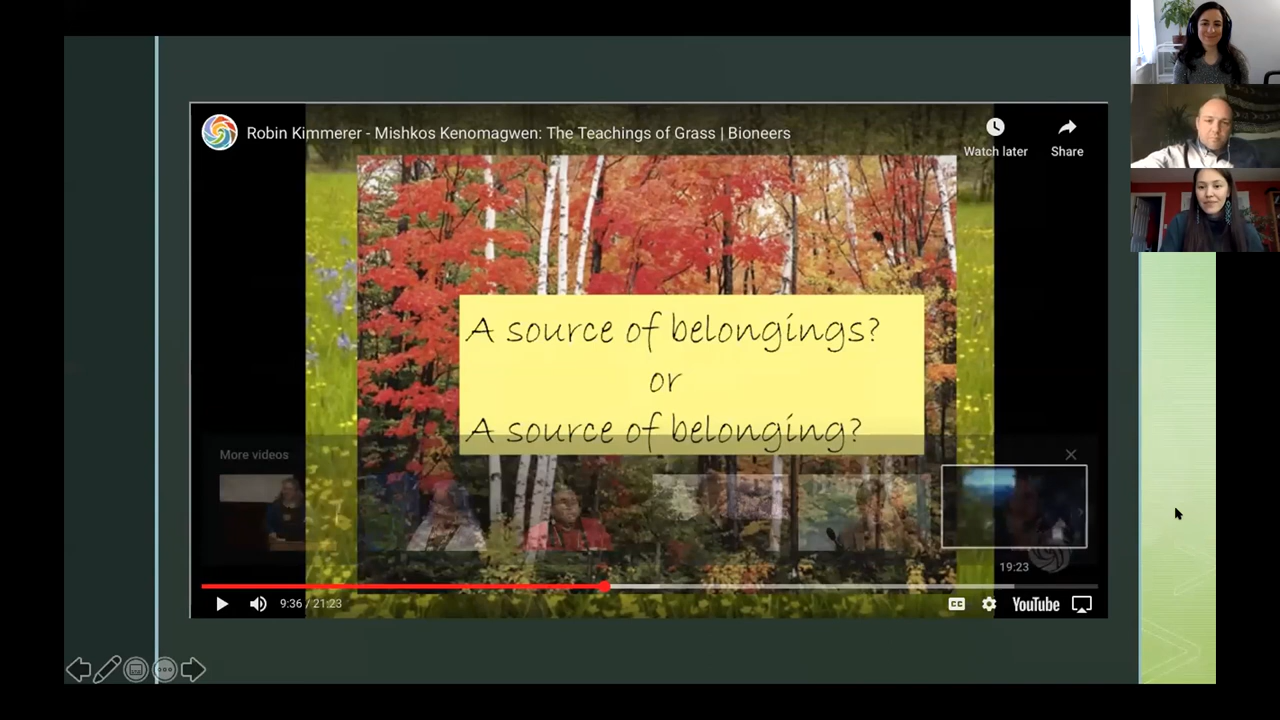 Robin Kimmerer - Mishkos Kenomagwen: The Teachings of Grass | Bioneers
Watch later
Share
A source of belongings?
or
A source of belonging?
More videos
19:23
9:36 / 21:23
CC
YouTube